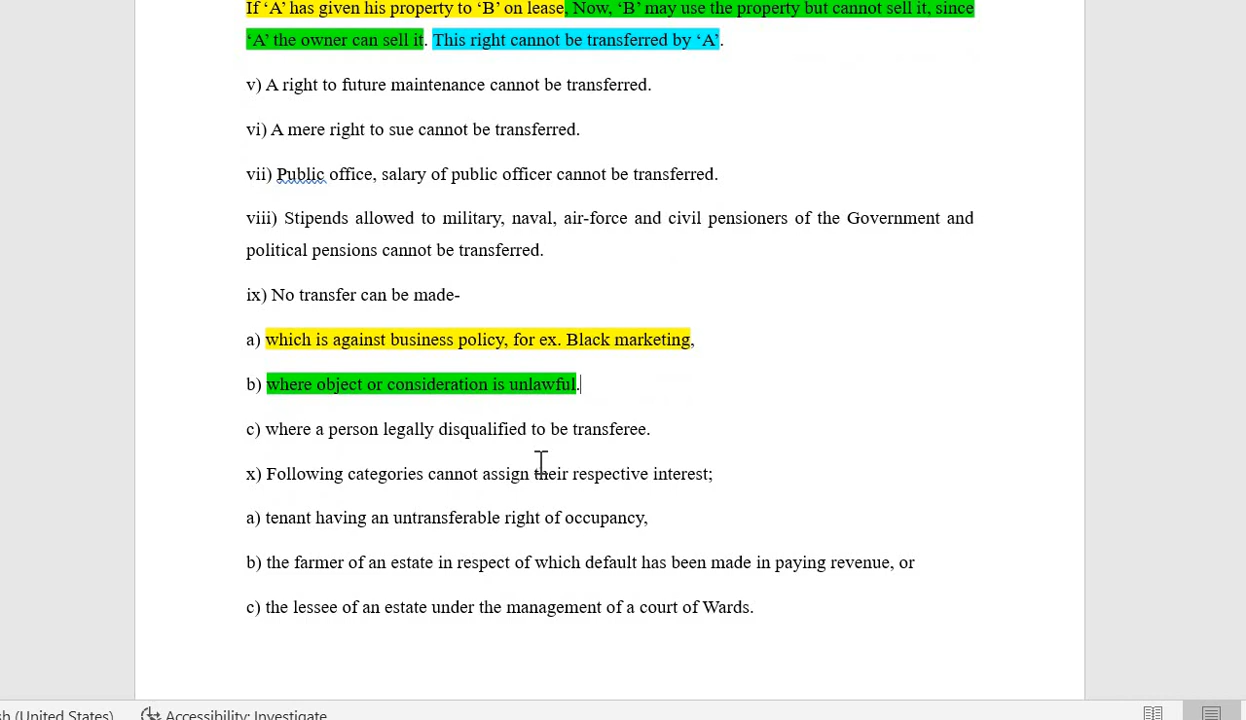 If ‘A’ has given his property to ‘B’ on lease, Now, ‘B’ may use the property but cannot sell it, since
‘A’ the owner can sell it. This right cannot be transferred by ‘A’.
v) A right to future maintenance cannot be transferred.
vi) A mere right to sue cannot be transferred.
vii) Public office, salary of public officer cannot be transferred.
viii) Stipends allowed to military, naval, air-force and civil pensioners of the Government and
political pensions cannot be transferred.
ix) No transfer can be made-
a) which is against business policy, for ex. Black marketing,
b) where object or consideration is unlawful.
c) where a person legally disqualified to be transferee.
x) Following categories cannot assign their respective interest;
a) tenant having an untransferable right of occupancy,
b) the farmer of an estate in respect of which default has been made in paying revenue, or
c) the lessee of an estate under the management of a court of Wards.
sh (United States) Accessibility: Investigate